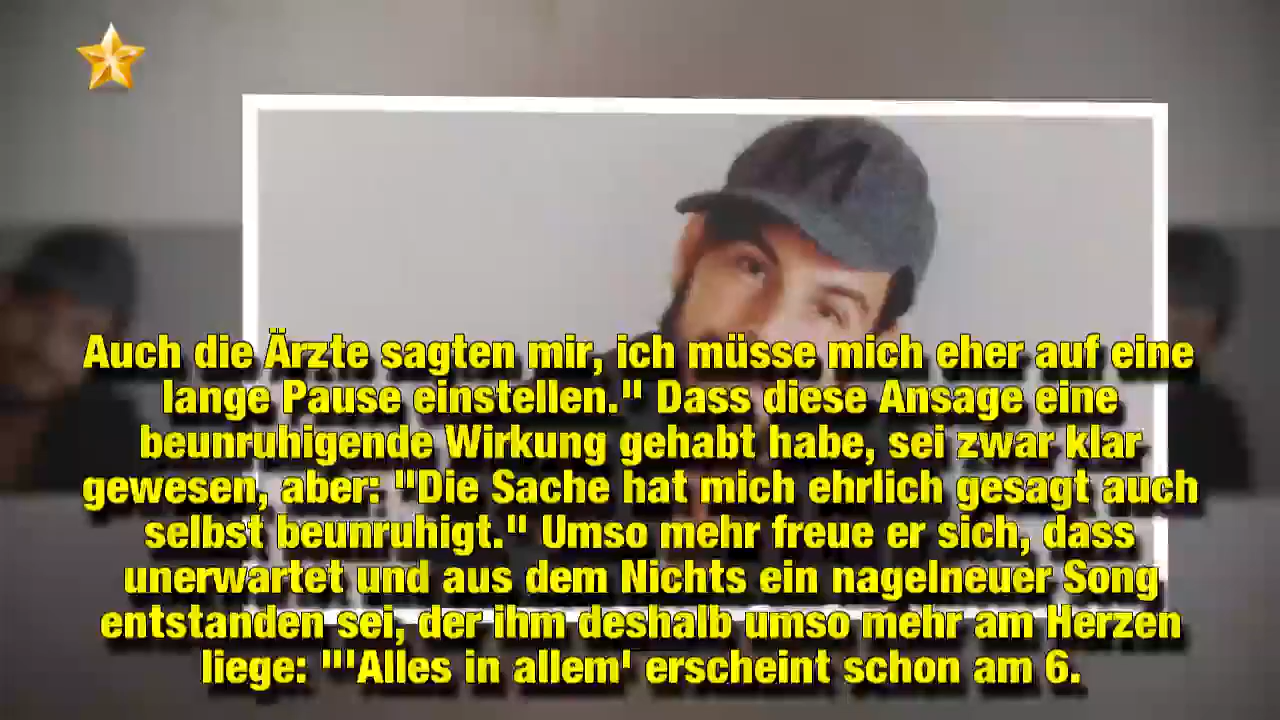 M
Auch die Ärzte sagten mir, ich müsse mich eher auf eine
lange Pause einstellen." Dass diese Ansage eine
beunruhigende Wirkung gehabt habe, sei zwar klar
gewesen, aber: "Die Sache hat mich ehrlich gesagt auch
selbst beunruhigt." Umso mehr freue er sich, dass
unerwartet und aus dem Nichts ein nagelneuer Song
entstanden sei, der ihm deshalb umso mehr am Herzen
liege: "'Alles in allem' erscheint schon am 6.